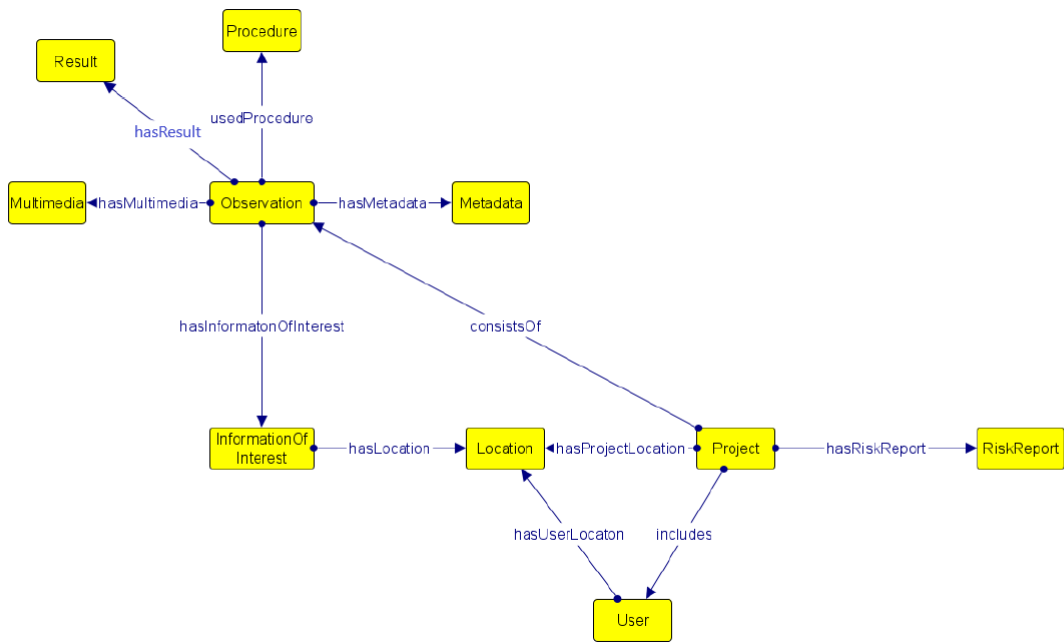 Procedure
Result
usedProcedure
hasResult
Multimedia
hasMultimedia
Observation
hasMetadata
Metadata
hasInformatonOfInterest
consistsOf
InformationOf
Interest
hasLocation
Location
hasProjectLocation
Project
hasRiskReport
RiskReport
hasUserLocaton
includes
User